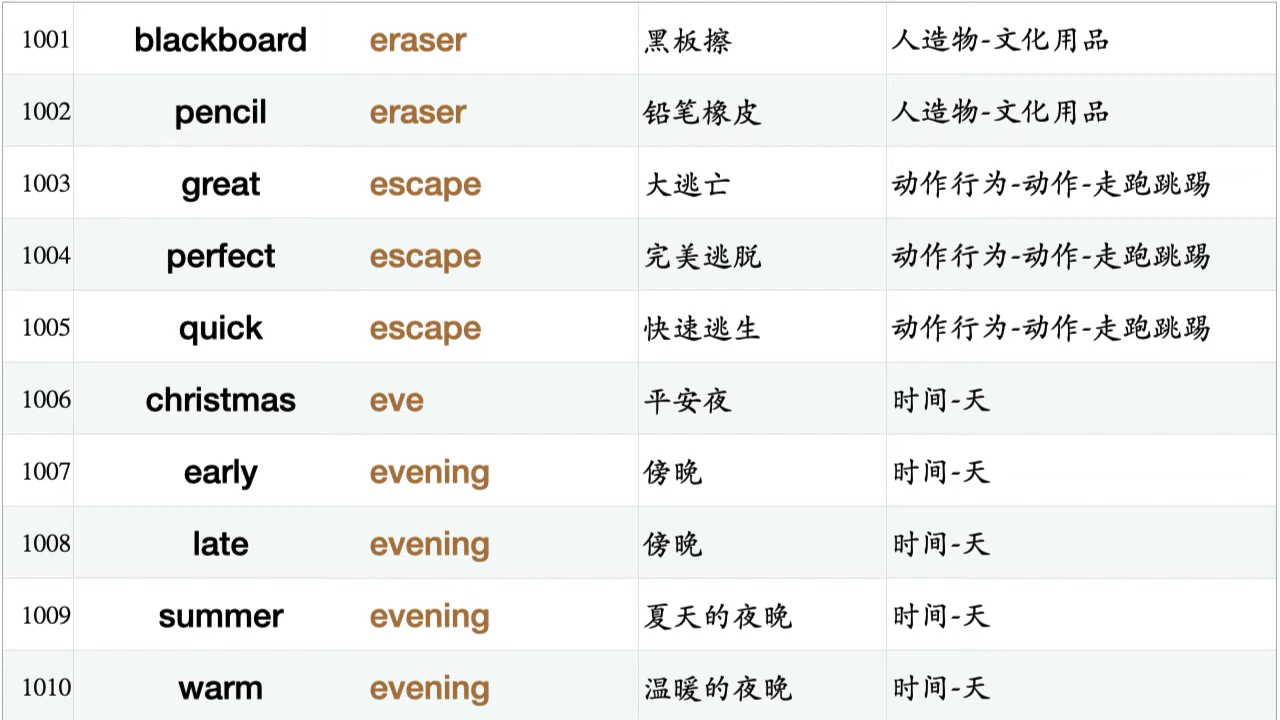 1001 blackboard eraser 黑板擦 人造物-文化用品
1002 pencil eraser 铅笔橡皮 人造物-文化用品
1003 great escape 大逃亡 动作行为-动作-走跑跳踢
1004 perfect escape 完美逃脱 动作行为-动作-走跑跳踢
1005 quick escape 快速逃生 动作行为-动作-走跑跳踢
1006 christmas eve 平安夜 时间-天
1007 early evening 傍晚 时间-天
1008 late evening 傍晚 时间-天
1009 summer evening 夏天的夜晚 时间-天
1010 warm evening 温暖的夜晚 时间-天